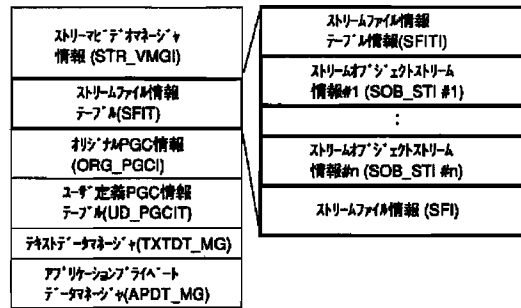 ｽﾄﾘｰﾏﾋﾞﾃﾞｵﾏﾈｰｼﾞｬ
情報 (STR_VMGI)
ｽﾄﾘｰﾑﾌｧｲﾙ情報
ﾃｰﾌﾞﾙ(SFIT)
ｵﾘｼﾞﾅﾙPGC情報
(ORG_PGCI)
ﾕｰｻﾞ定義PGC情報
ﾃｰﾌﾞﾙ(UD_PGCIT)
ﾃｷｽﾄﾃﾞｰﾀﾏﾈｰｼﾞｬ(TXTDT_MG)
ｱﾌﾟﾘｹｰｼｮﾝﾌﾟﾗｲﾍﾞｰﾄ
ﾃﾞｰﾀﾏﾈｰｼﾞｬ(APDT_MG)
ｽﾄﾘｰﾑﾌｧｲﾙ情報
ﾃｰﾌﾞﾙ情報(SFITI)
ｽﾄﾘｰﾑｵﾌﾞｼﾞｪｸﾄｽﾄﾘｰﾑ
情報#1 (SOB_STI #1)
:
ｽﾄﾘｰﾑｵﾌﾞｼﾞｪｸﾄｽﾄﾘｰﾑ
情報#n (SOB_STI #n)
ｽﾄﾘｰﾑﾌｧｲﾙ情報 (SFI)